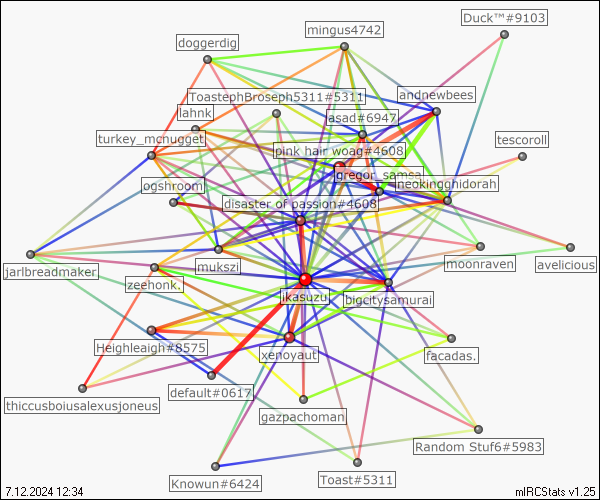 Duck™#9103
mingus4742
doggerdig
andnewbees
ToastephBroseph5311#5311
lahnk
jasad#6947
turkey_mcnugget
tescoroll
pink hair woag#4608
gregor_samsa
neokingghidorah
ogshroom
disaster of passion#4608
jarlbreadmaker
mukszi
moonraven
avelicious
zeehonk.
ikasuzu
bigcitysamurai
Heighleaigh#8575
xenoyaut
facadas.
default#0617
thiccusboiusalexusjoneus
gazpachoman
Random Stuf6#5983
Knowun#6424
Toast#5311
7.12.2024 12:34
mIRCStats v1.25